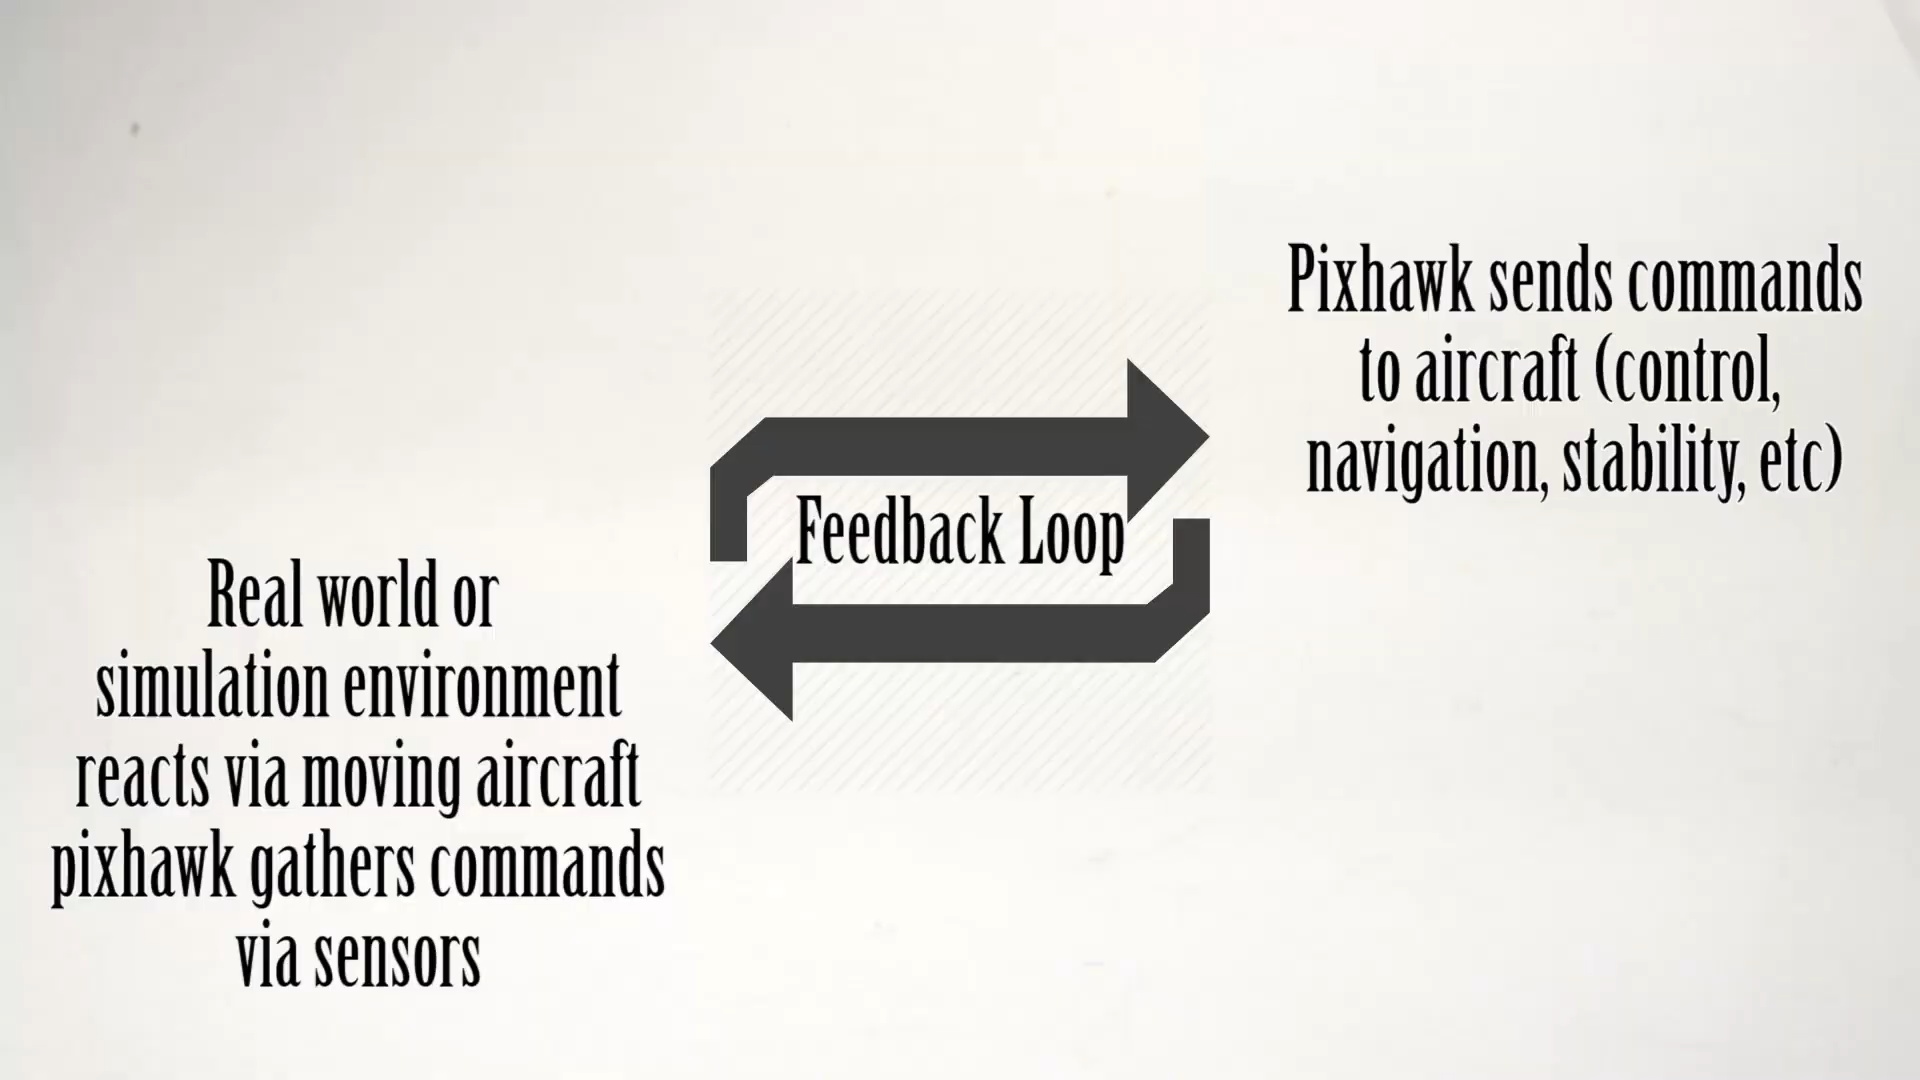 Pixhawk sends commands
to aircraft (control,
navigation, stability, etc)
Feedback Loop
Real world or
simulation environment
reacts via moving aircraft
pixhawk gathers commands
via sensors